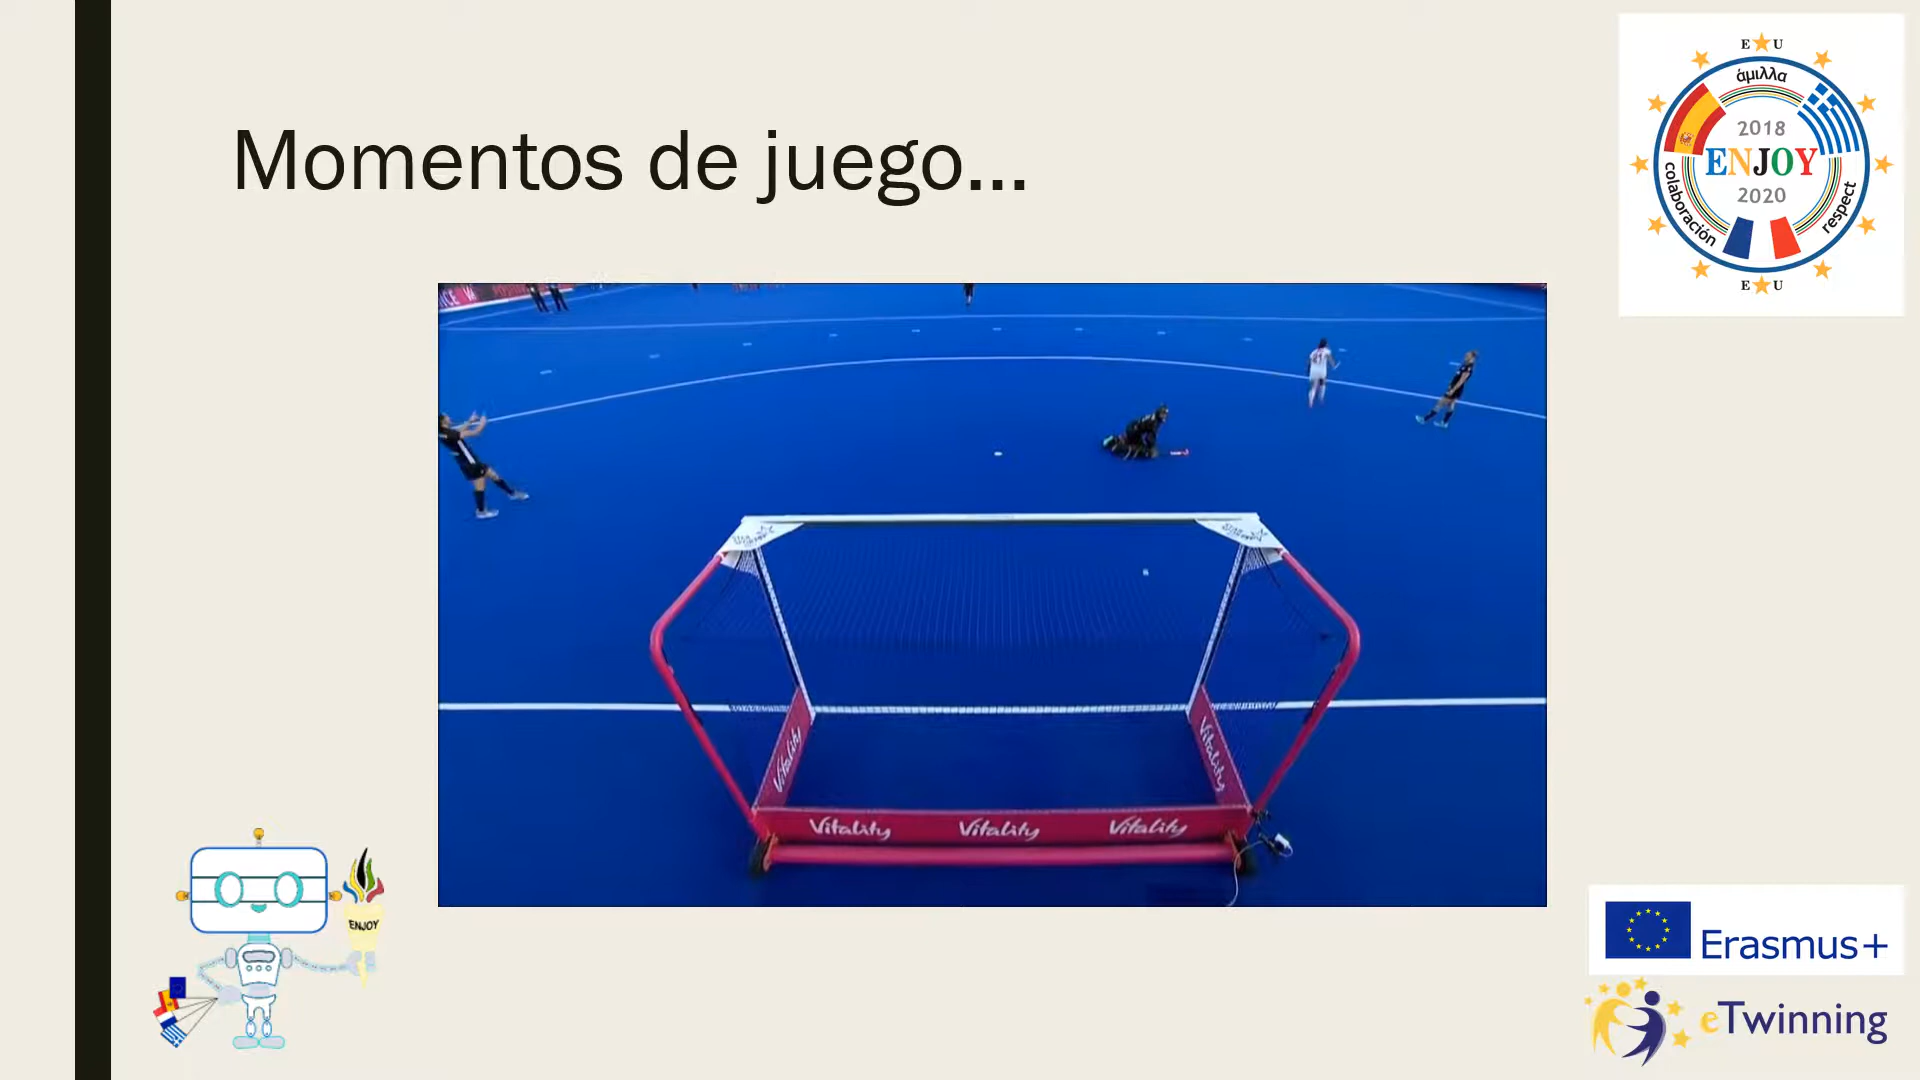 Momentos de juego...
E U
άμιλλα
2018
ENJOY
2020
colaboración
respect
E U
Vitality
Vitality
Vitality Vitality Vitality
ENJOY
Erasmus+
eTwinning